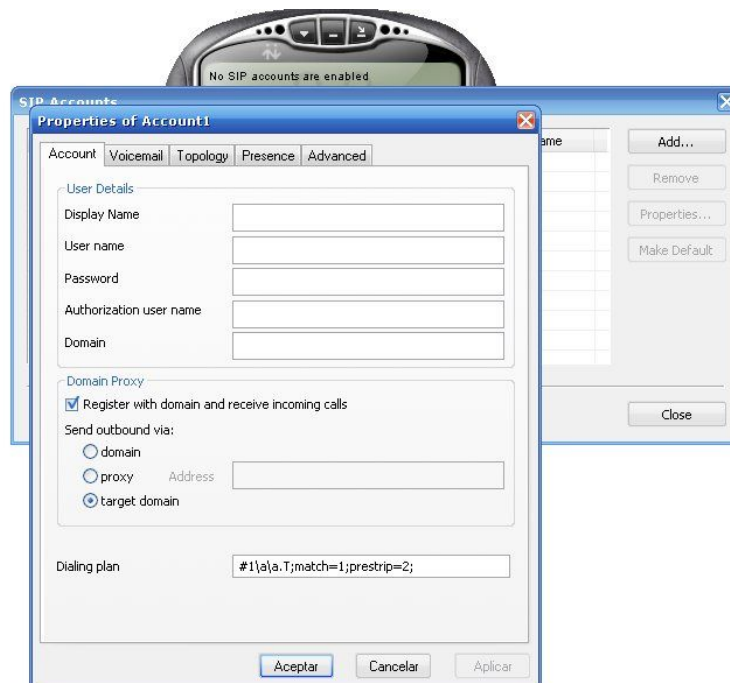 No SIP accounts are enabled
SIP Accounts
Properties of Account1
Account Voicemail Topology Presence Advanced
User Details
Display Name
User name
Password
Authorization user name
Domain
Domain Proxy
Register with domain and receive incoming calls
Send outbound via:
domain
proxy Address
target domain
Dialing plan #1\a\a.T;match=1;prestrip=2;
Aceptar Cancelar Aplicar
Add...
Remove
Properties...
Make Default
Close